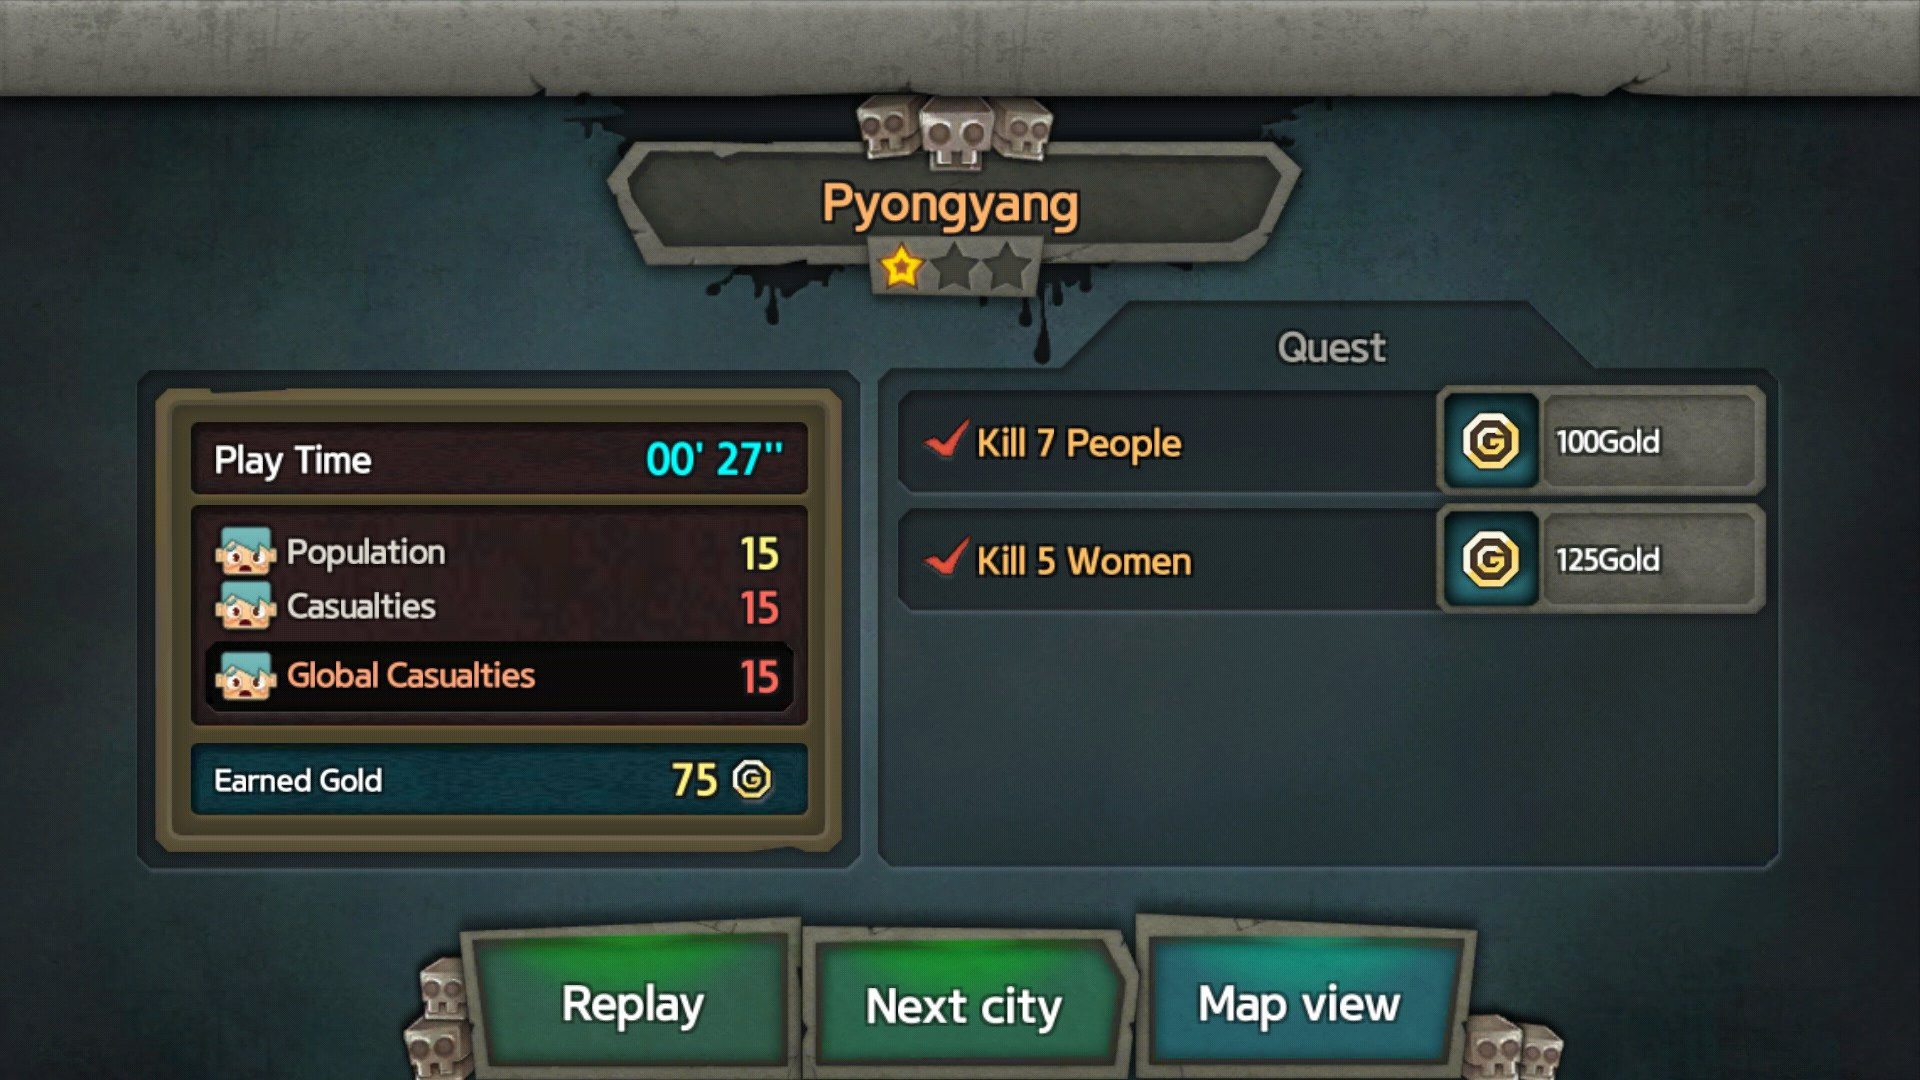 Pyongyang
Quest
Play Time 00' 27''
Population 15
Casualties 15
Global Casualties 15
Earned Gold 75 G
Kill 7 People G 100Gold
Kill 5 Women G 125Gold
Replay
Next city
Map view